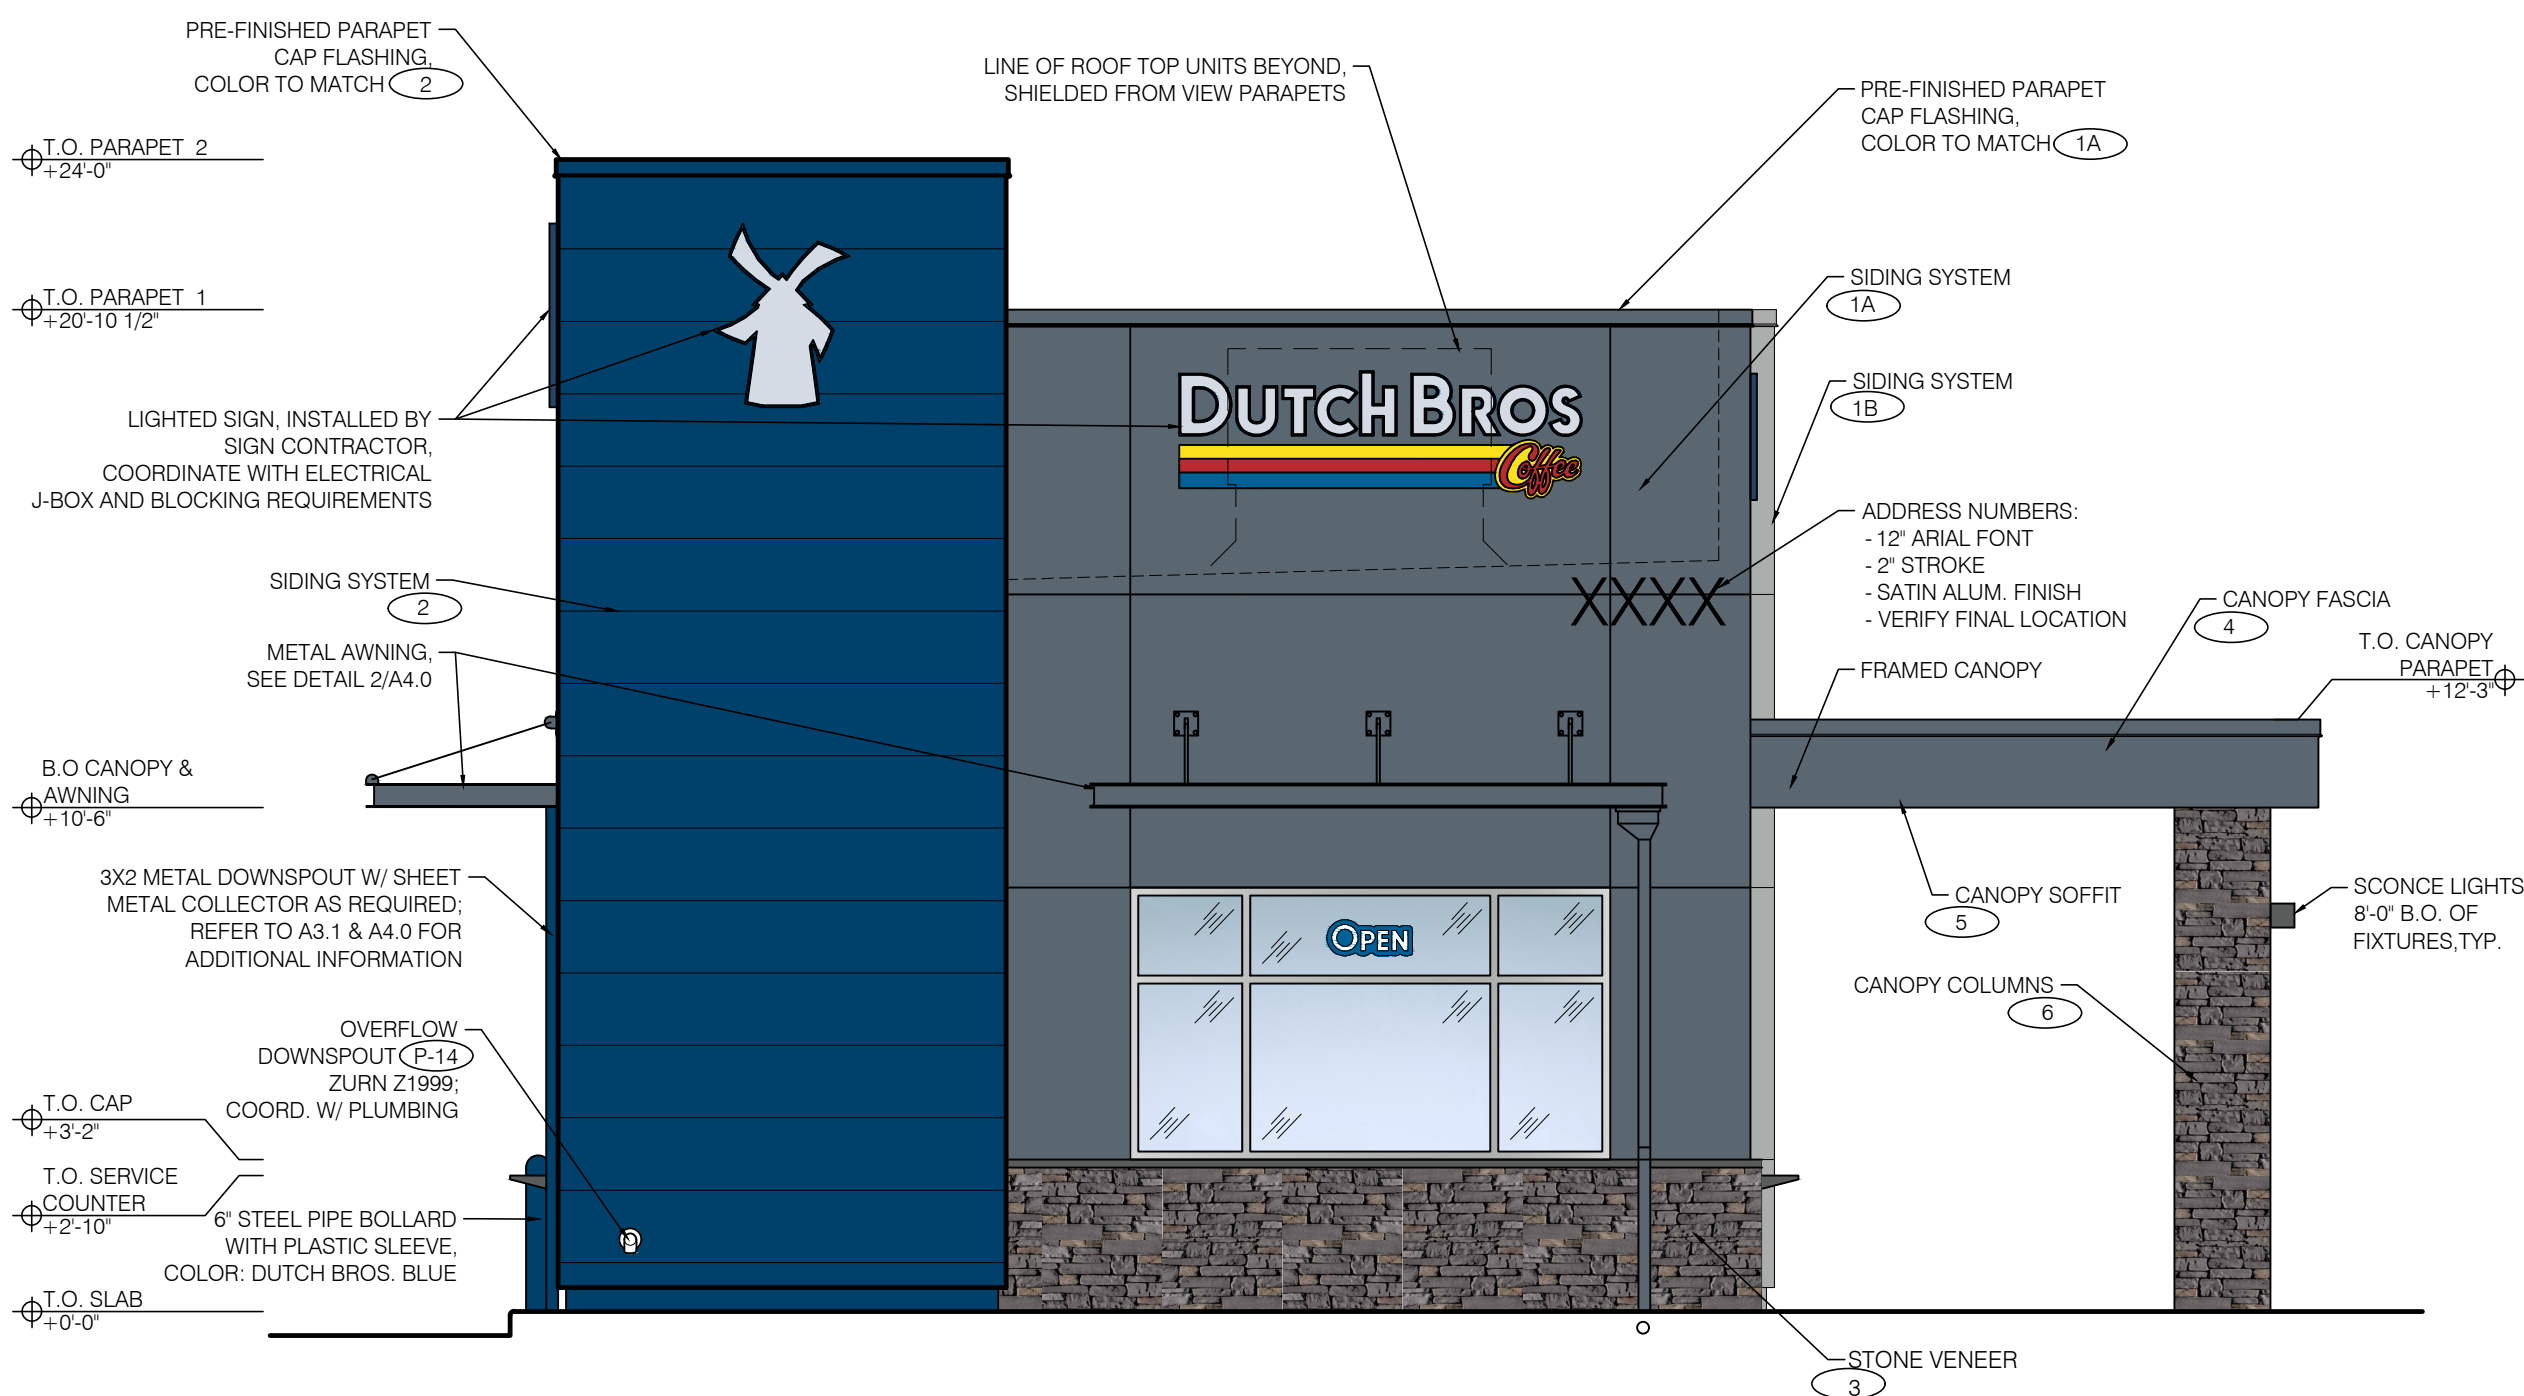 PRE-FINISHED PARAPET
CAP FLASHING,
COLOR TO MATCH 2
LINE OF ROOF TOP UNITS BEYOND,
SHIELDED FROM VIEW PARAPETS
PRE-FINISHED PARAPET
CAP FLASHING,
COLOR TO MATCH 1A
T.O. PARAPET 2
+24'-0"
T.O. PARAPET 1
+20'-10 1/2"
SIDING SYSTEM
1A
SIDING SYSTEM
1B
LIGHTED SIGN, INSTALLED BY
SIGN CONTRACTOR,
COORDINATE WITH ELECTRICAL
J-BOX AND BLOCKING REQUIREMENTS
DUTCH BROS
Coffee
ADDRESS NUMBERS:
- 12" ARIAL FONT
- 2" STROKE
- SATIN ALUM. FINISH
- VERIFY FINAL LOCATION
XXXX
SIDING SYSTEM
2
METAL AWNING,
SEE DETAIL 2/A4.0
CANOPY FASCIA
4
T.O. CANOPY
PARAPET
+12'-3"
FRAMED CANOPY
B.O CANOPY &
AWNING
+10'-6"
3X2 METAL DOWNSPOUT W/ SHEET
METAL COLLECTOR AS REQUIRED;
REFER TO A3.1 & A4.0 FOR
ADDITIONAL INFORMATION
OPEN
CANOPY SOFFIT
5
SCONCE LIGHTS
8'-0" B.O. OF
FIXTURES,TYP.
CANOPY COLUMNS
6
OVERFLOW
DOWNSPOUT P-14
ZURN Z1999;
COORD. W/ PLUMBING
T.O. CAP
+3'-2"
T.O. SERVICE
COUNTER
+2'-10"
6" STEEL PIPE BOLLARD
WITH PLASTIC SLEEVE,
COLOR: DUTCH BROS. BLUE
T.O. SLAB
+0'-0"
STONE VENEER
3